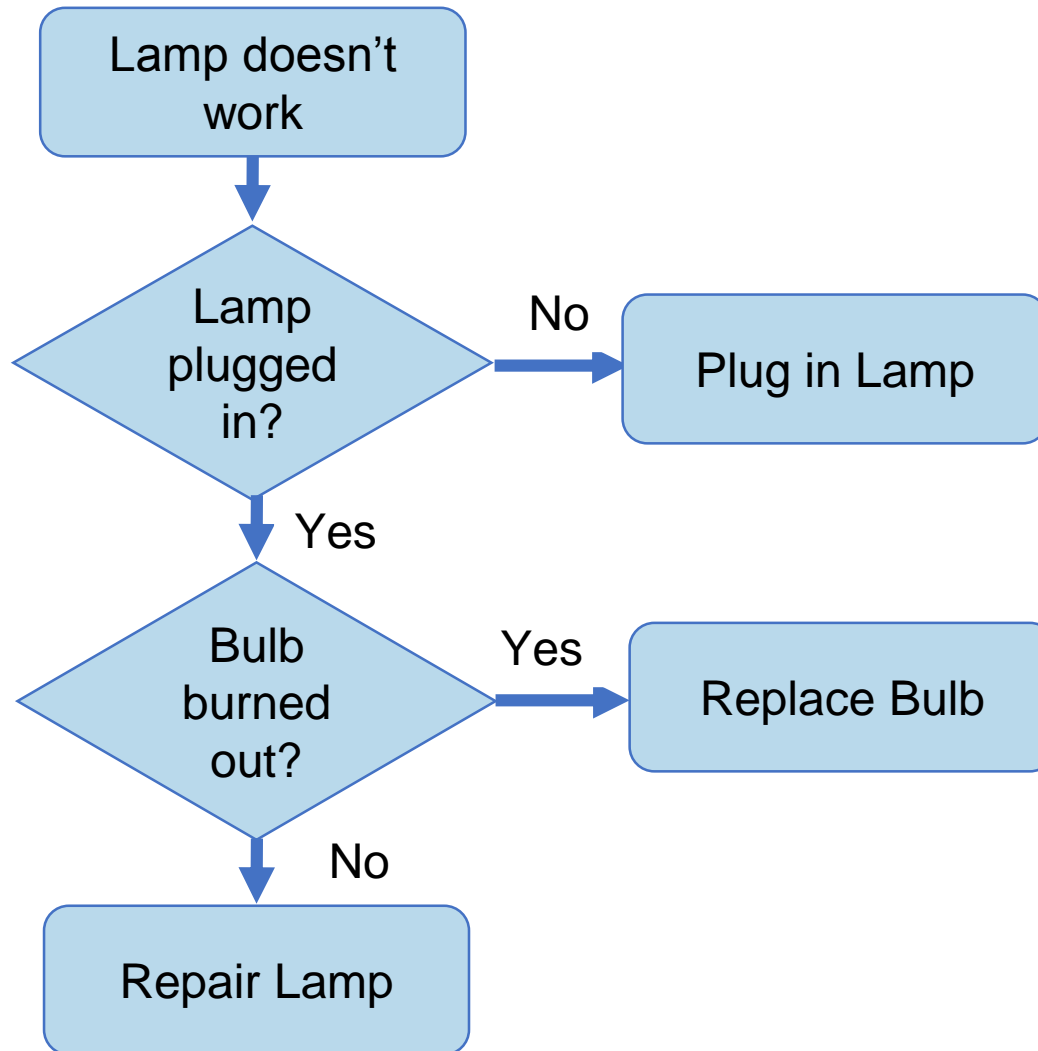 Lamp doesn’t
work
Lamp
plugged
in?
No
Plug in Lamp
Yes
Bulb
burned
out?
Yes
Replace Bulb
No
Repair Lamp